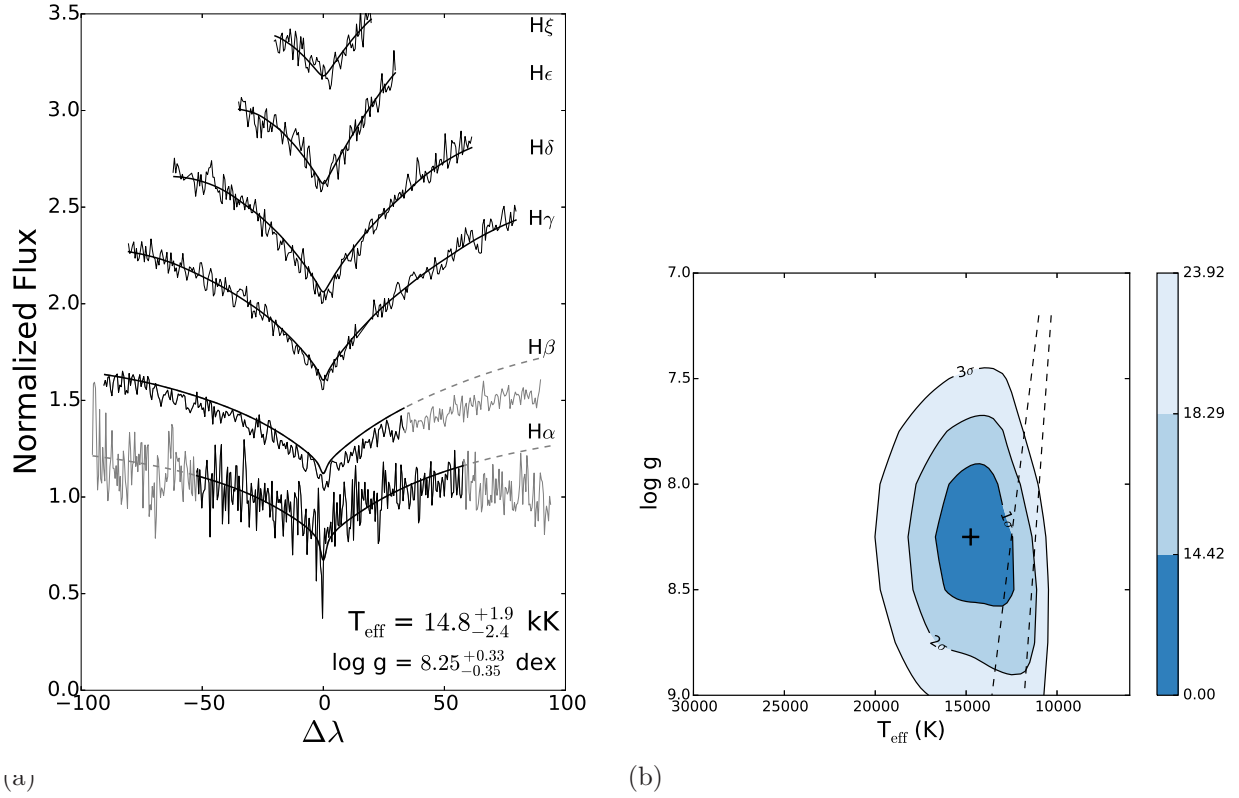 3.5
3.0
2.5
2.0
1.5
1.0
0.5
0.0
Normalized Flux
Hξ
Hϵ
Hδ
Hγ
Hβ
Hα
T_eff = 14.8^{+1.9}_{−2.4} kK
log g = 8.25^{+0.33}_{−0.35} dex
−100 −50 0 50 100
Δλ
(a)
7.0
7.5
8.0
8.5
9.0
log g
3σ
1σ
2σ
30000 25000 20000 15000 10000
T_eff (K)
23.92
18.29
14.42
0.00
(b)